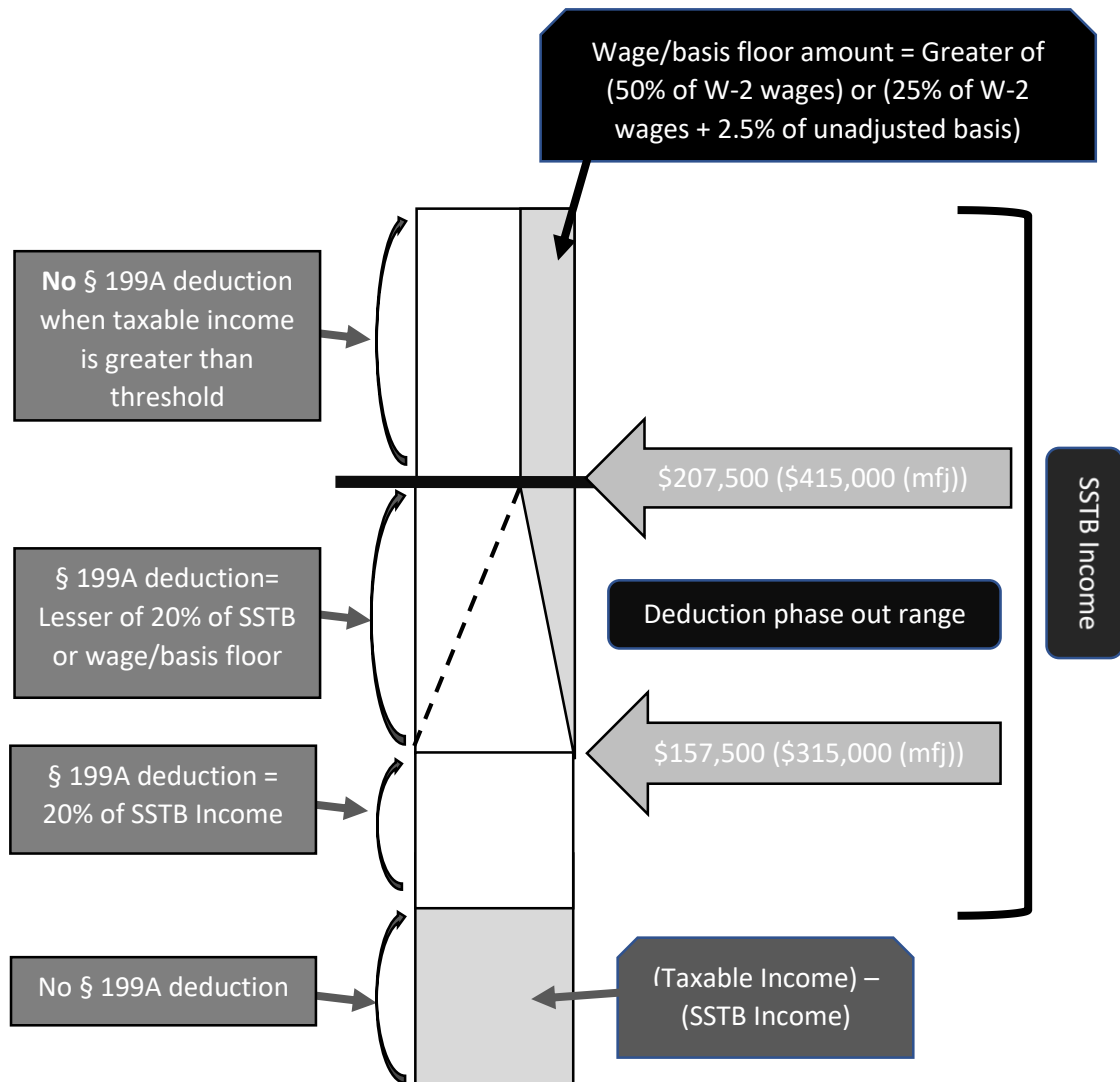 Wage/basis floor amount = Greater of
(50% of W-2 wages) or (25% of W-2
wages + 2.5% of unadjusted basis)
No § 199A deduction
when taxable income
is greater than
threshold
$207,500 ($415,000 (mfj))
SSTB Income
§ 199A deduction=
Lesser of 20% of SSTB
or wage/basis floor
Deduction phase out range
$157,500 ($315,000 (mfj))
§ 199A deduction =
20% of SSTB Income
No § 199A deduction
(Taxable Income) –
(SSTB Income)